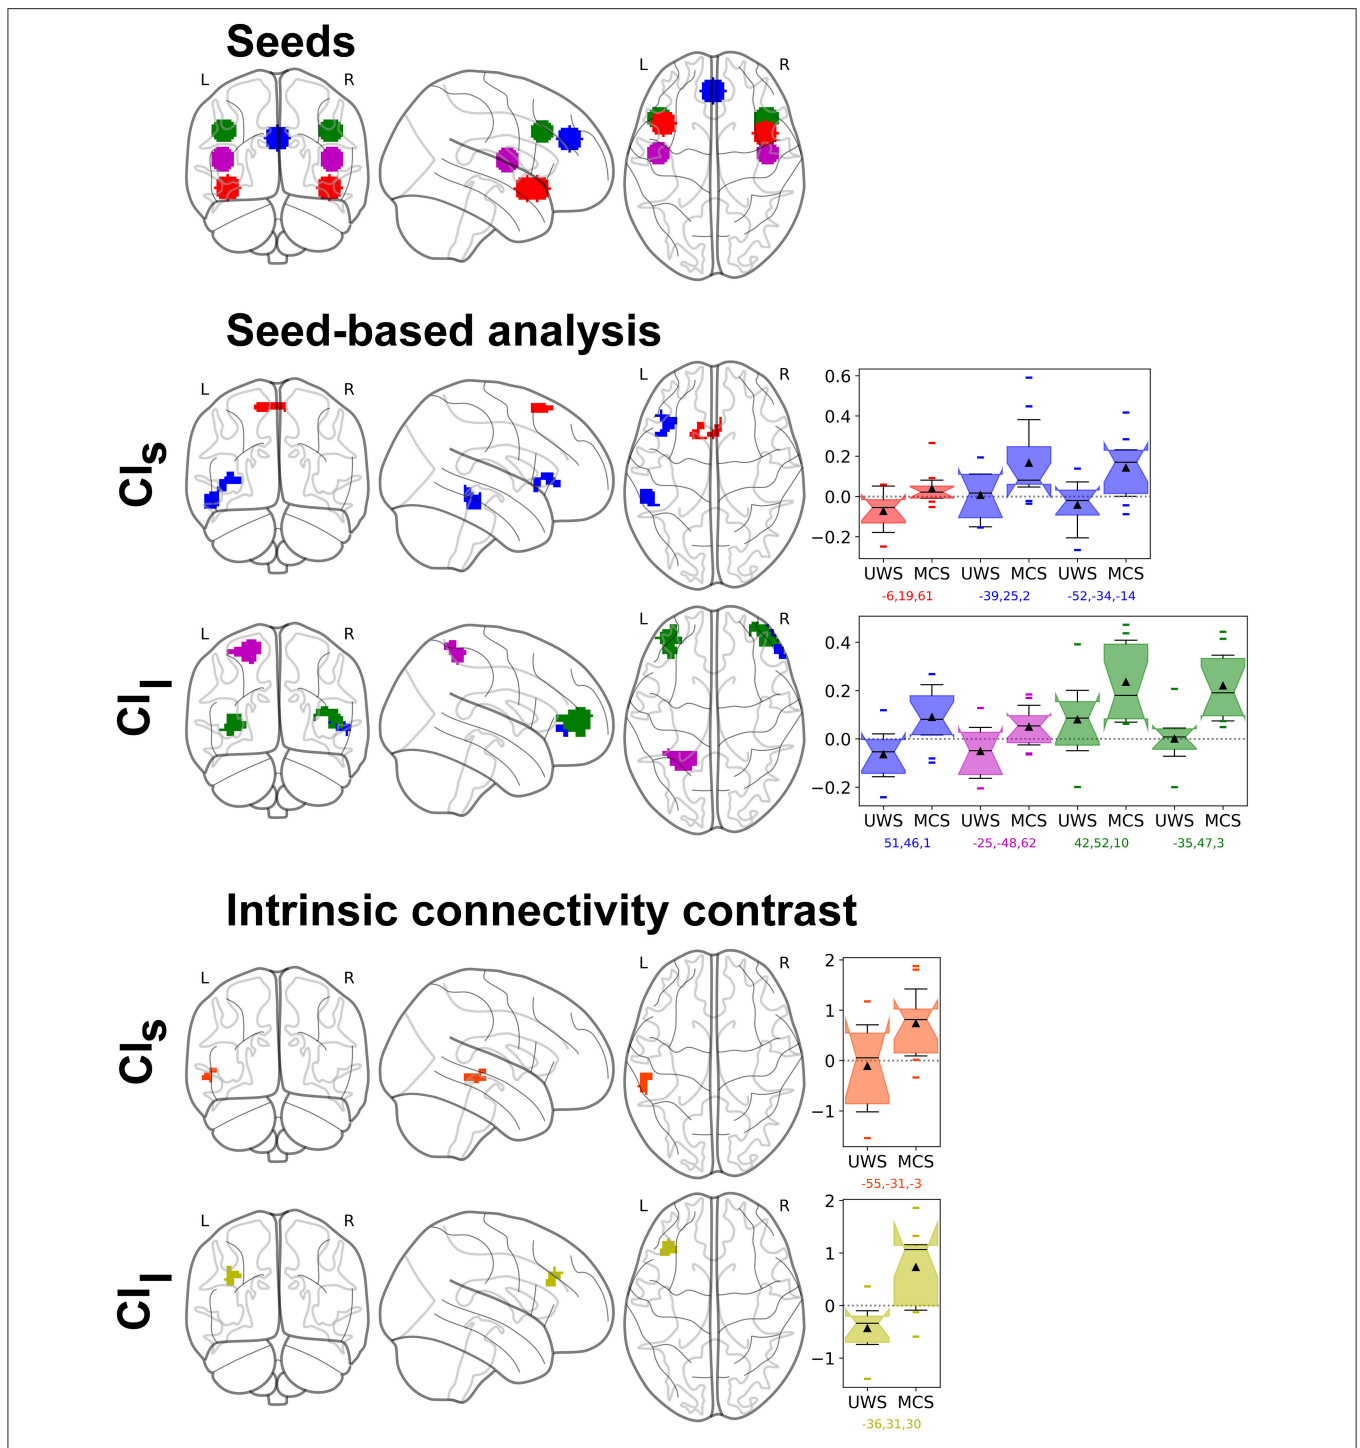 Seeds
L R L R
Seed-based analysis
L R L R
CIs
0.6
0.4
0.2
0.0
−0.2
UWS MCS UWS MCS UWS MCS
-6,19,61 -39,25,2 -52,-34,-14
L R L R
CIl
0.4
0.2
0.0
−0.2
UWS MCS UWS MCS UWS MCS UWS MCS
51,46,1 -25,-48,62 42,52,10 -35,47,3
Intrinsic connectivity contrast
L R L R
CIs
2
1
0
−1
UWS MCS
-55,-31,-3
L R L R
CIl
2
1
0
−1
UWS MCS
-36,31,30